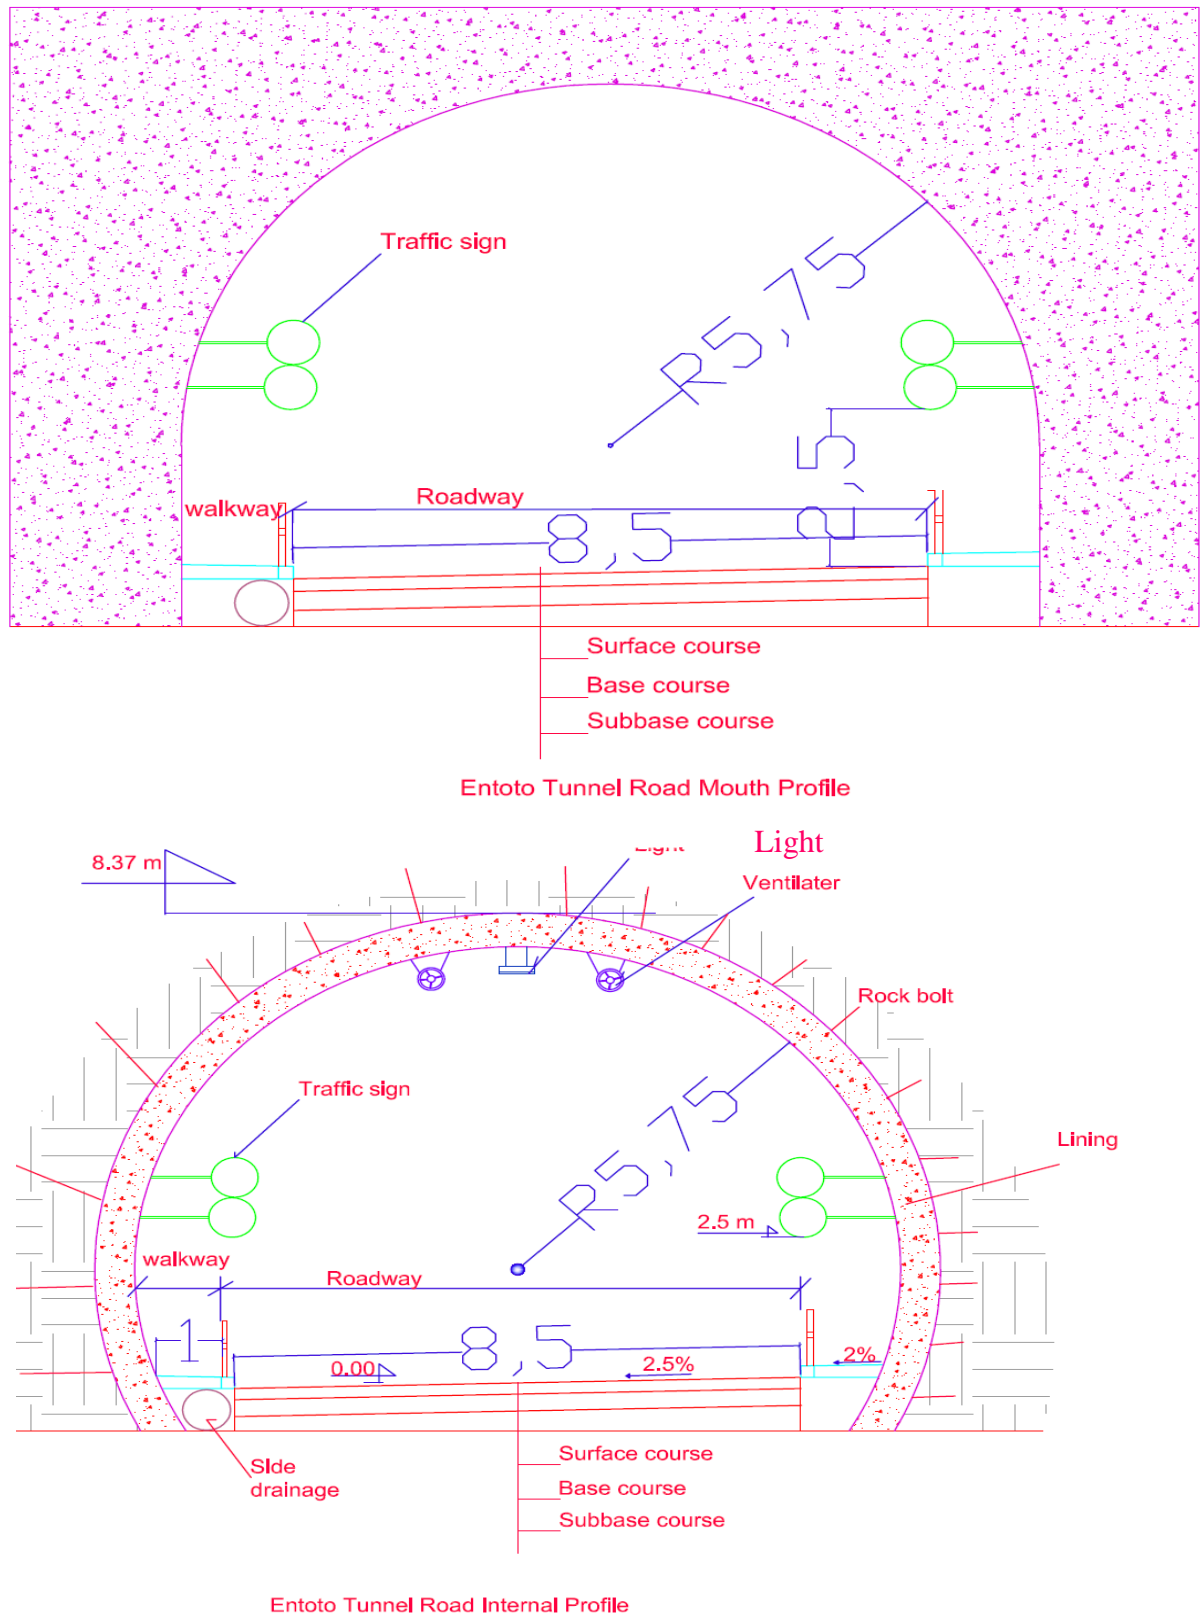 Traffic sign
R5,75
walkway
Roadway
8,5
Surface course
Base course
Subbase course
Entoto Tunnel Road Mouth Profile
Light
8.37 m
Ventilater
Rock bolt
Traffic sign
R5,75
Lining
2.5 m
walkway
Roadway
1
8,5
0.00
2.5%
2%
SIde
drainage
Surface course
Base course
Subbase course
Entoto Tunnel Road Internal Profile